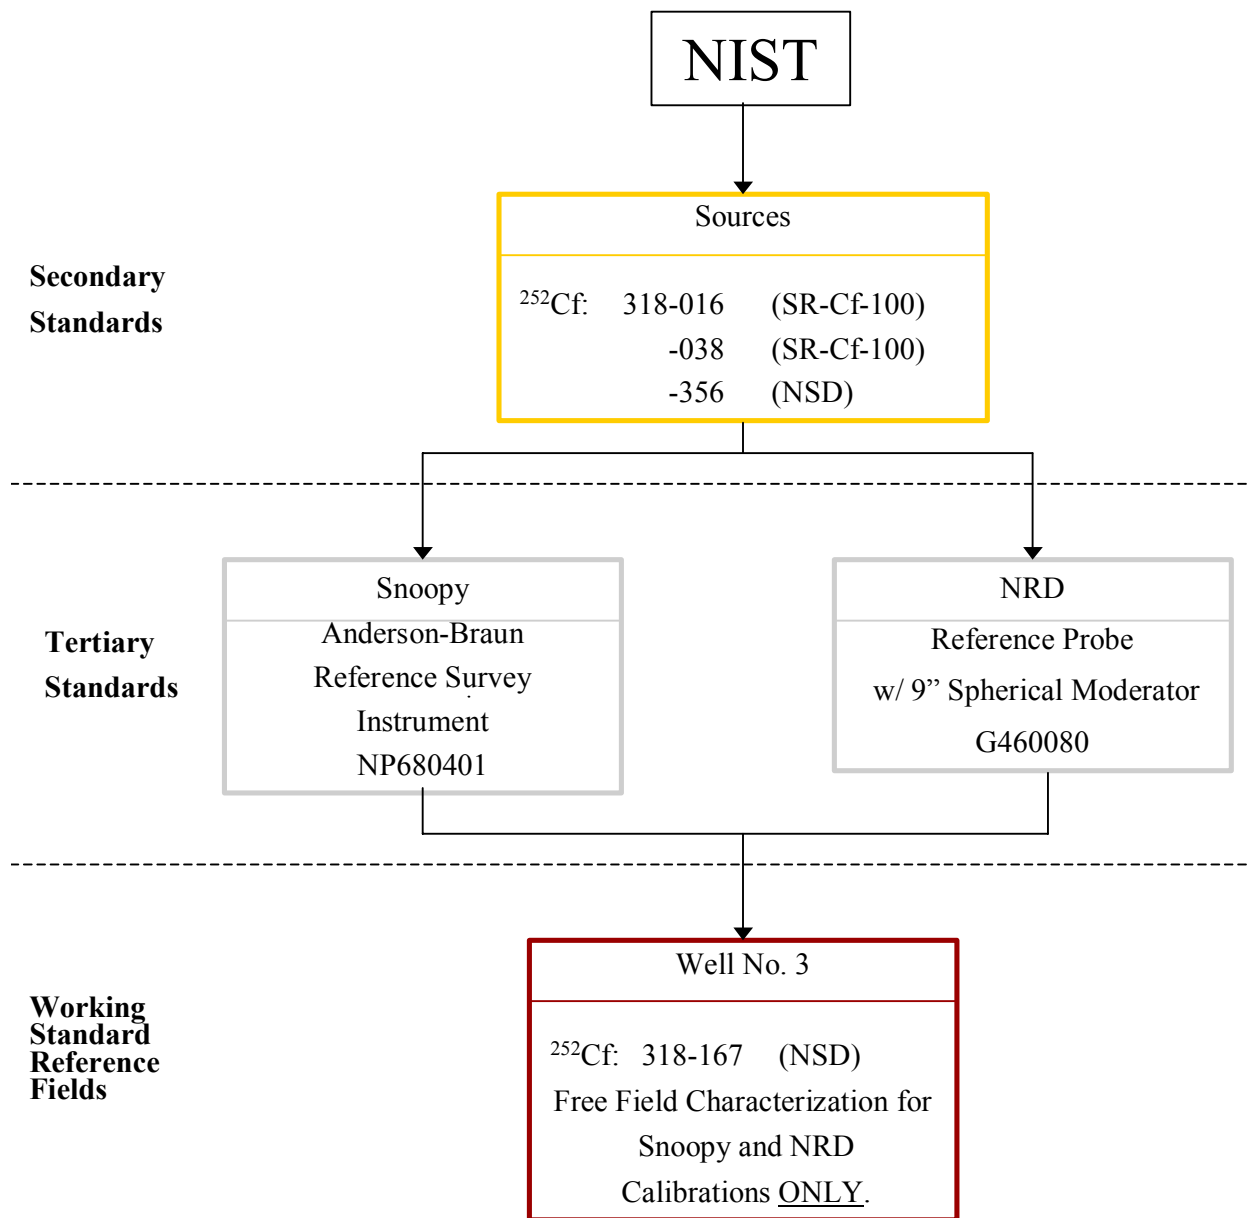 NIST
Secondary
Standards
Sources
²⁵²Cf: 318-016 (SR-Cf-100)
-038 (SR-Cf-100)
-356 (NSD)
Tertiary
Standards
Snoopy
Anderson-Braun
Reference Survey
Instrument
NP680401
NRD
Reference Probe
w/ 9” Spherical Moderator
G460080
Working
Standard
Reference
Fields
Well No. 3
²⁵²Cf: 318-167 (NSD)
Free Field Characterization for
Snoopy and NRD
Calibrations ONLY.